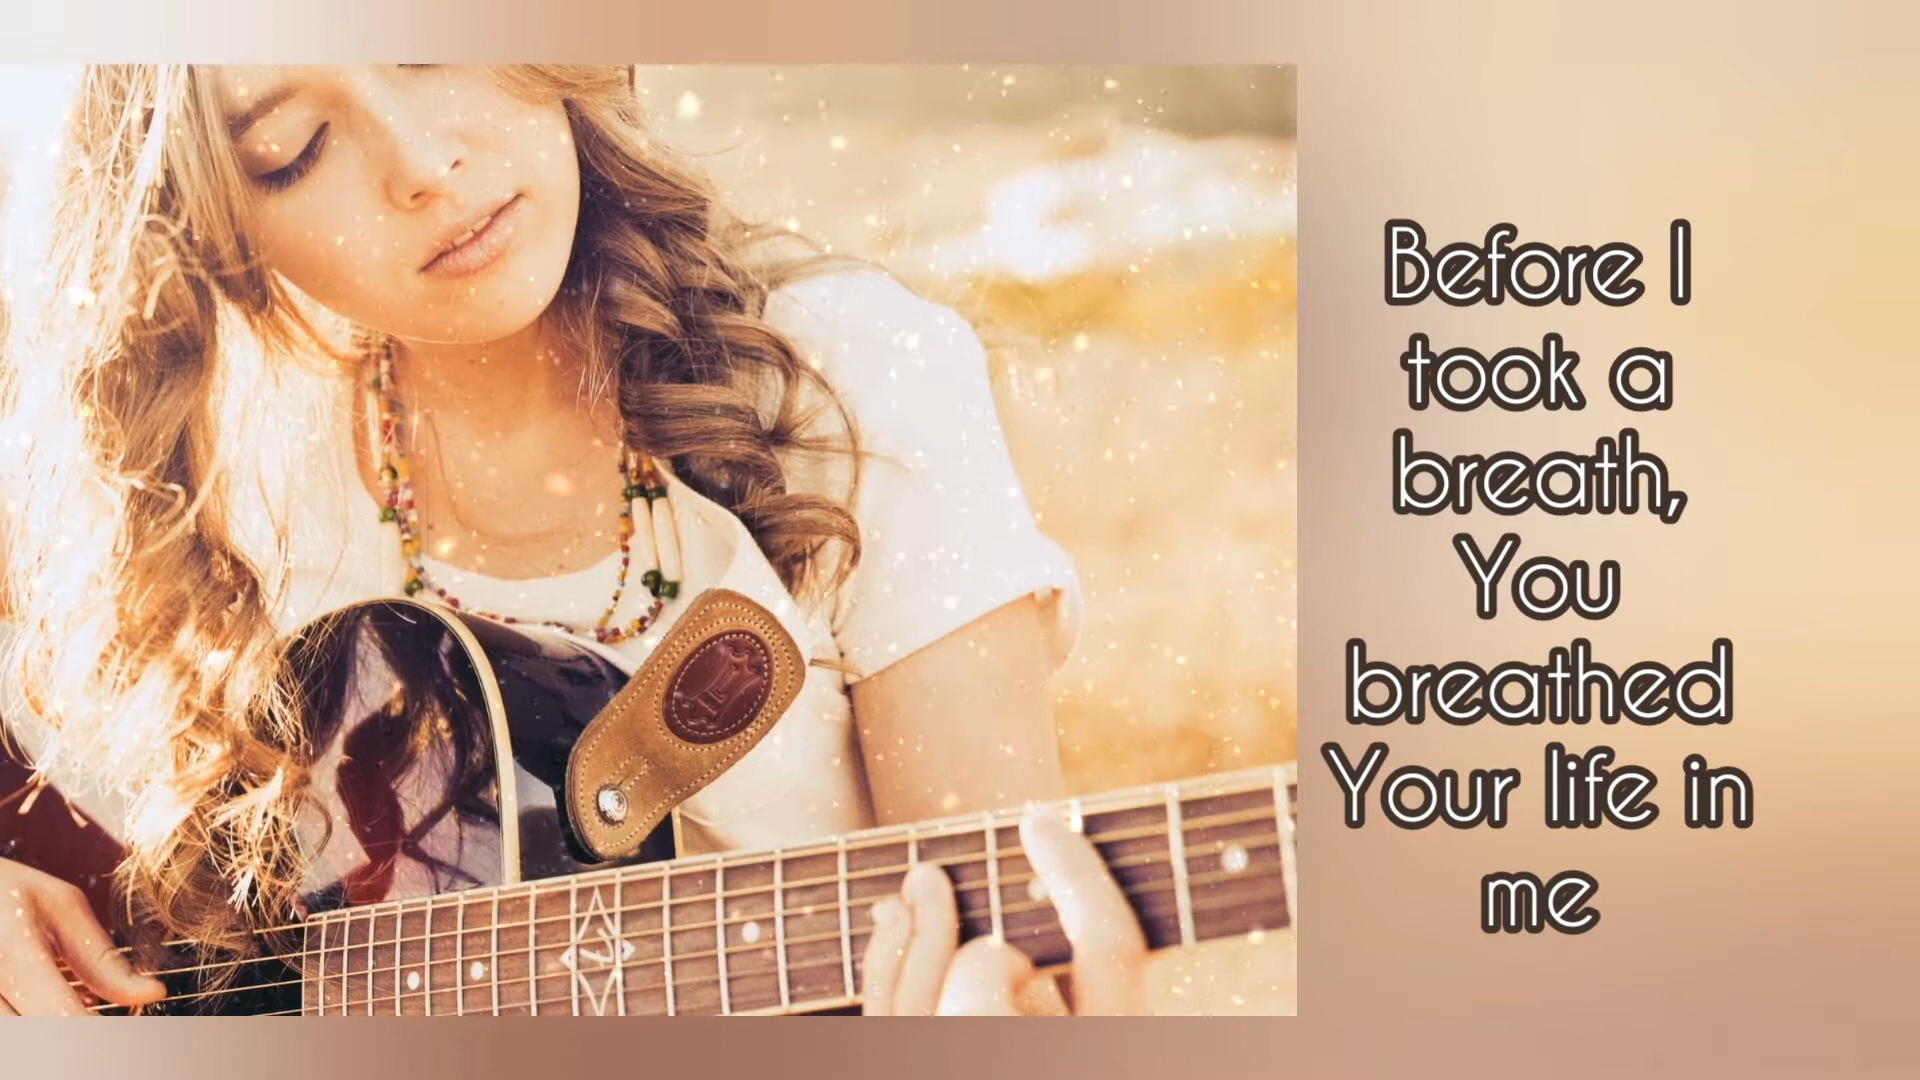 Before I
took a
breath,
You
breathed
Your life in
me